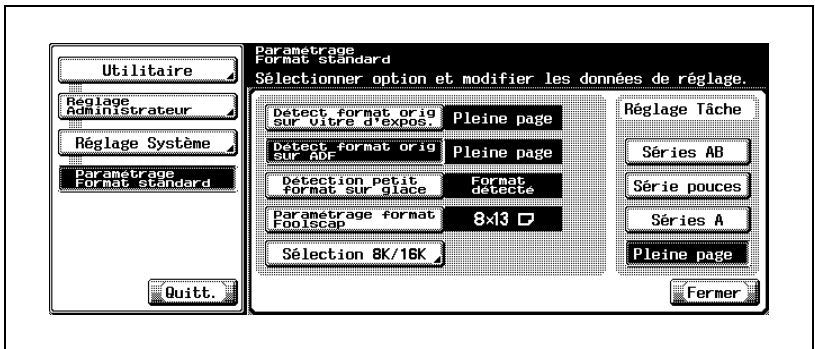 Utilitaire
Réglage
Administrateur
Réglage Système
Paramétrage
Format standard
Quitt.
Paramétrage
Format standard
Sélectionner option et modifier les données de réglage.
Détect format orig
sur vitre d'expos.
Pleine page
Détect format orig
sur ADF
Pleine page
Détection petit
format sur glace
Format
détecté
Paramétrage format
Foolscap
8×13
Sélection 8K/16K
Réglage Tâche
Séries AB
Série pouces
Séries A
Pleine page
Fermer